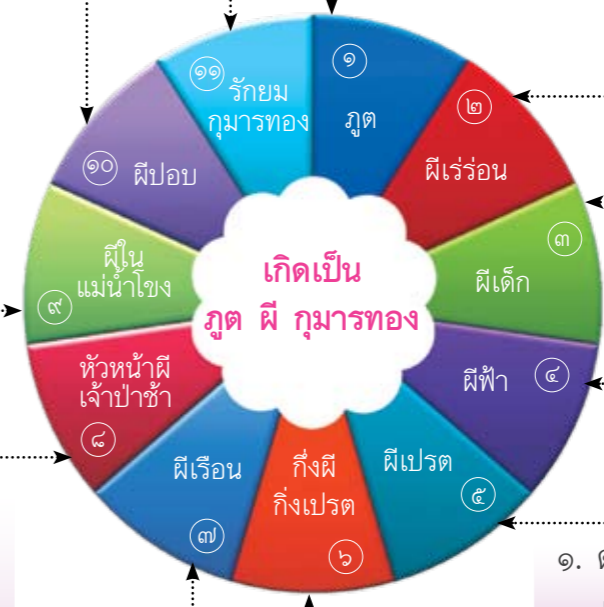 เกิดเป็น
ภูต ผี กุมารทอง
๑
ภูต
๒
ผีเร่ร่อน
๓
ผีเด็ก
๔
ผีฟ้า
๕
ผีเปรต
๖
กึ่งผี
กิ่งเปรต
๗
ผีเรือน
๘
หัวหน้าผี
เจ้าป่าช้า
๙
ผีใน
แม่น้ำโขง
๑๐
ผีปอบ
๑๑
รักยม
กุมารทอง
๑.